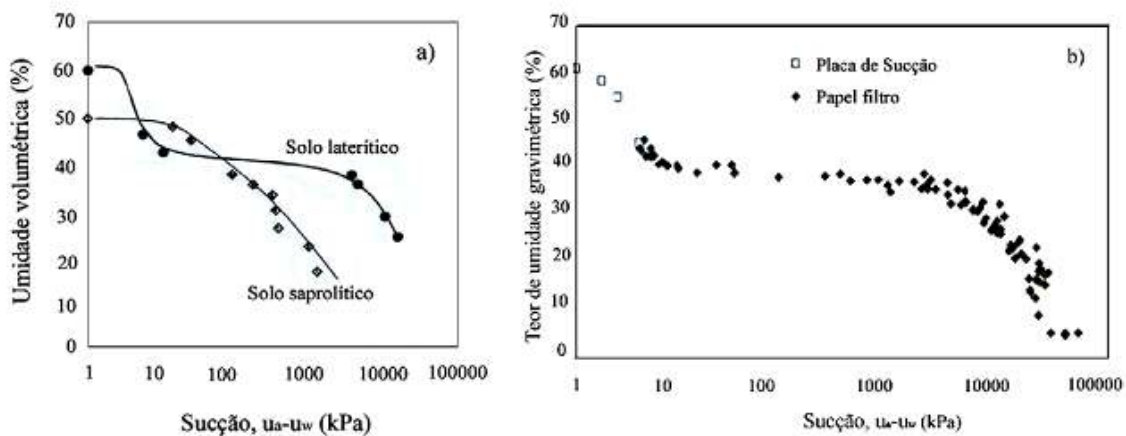 a)
Umidade volumétrica (%)
70
60
50
40
30
20
10
0
Solo laterítico
Solo saprolítico
1 10 100 1000 10000 100000
Sucção, ua-uw (kPa)
b)
Teor de umidade gravimétrica (%)
70
60
50
40
30
20
10
0
Placa de Sucção
Papel filtro
1 10 100 1000 10000 100000
Sucção, ua-uw (kPa)